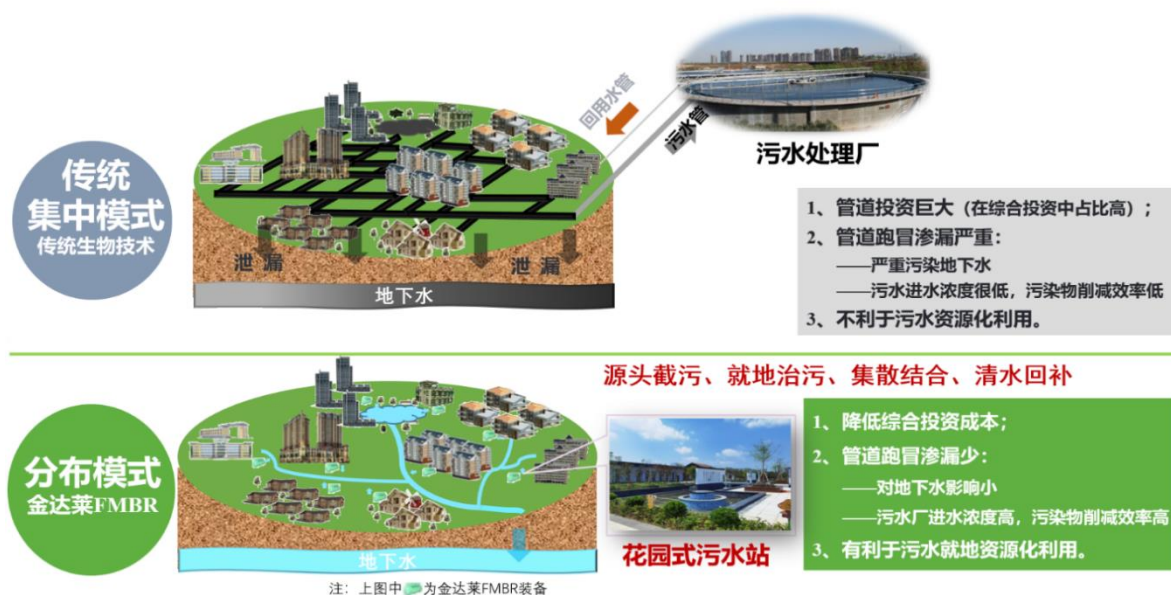 传统
集中模式
传统生物技术
泄漏
泄漏
地下水
回用水管
污水管
污水处理厂
1、管道投资巨大（在综合投资中占比高）；
2、管道跑冒渗漏严重：
——严重污染地下水
——污水进水浓度很低，污染物削减效率低
3、不利于污水资源化利用。
源头截污、就地治污、集散结合、清水回补
分布模式
金达莱FMBR
地下水
注：上图中为金达莱FMBR装备
花园式污水站
1、降低综合投资成本；
2、管道跑冒渗漏少：
——对地下水影响小
——污水厂进水浓度高，污染物削减效率高
3、有利于污水就地资源化利用。